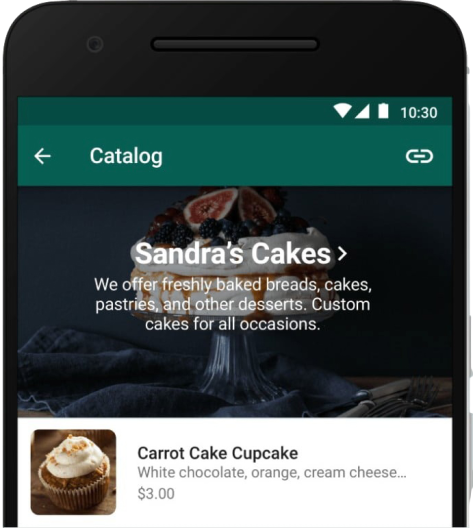 10:30
Catalog
Sandra's Cakes
We offer freshly baked breads, cakes,
pastries, and other desserts. Custom
cakes for all occasions.
Carrot Cake Cupcake
White chocolate, orange, cream cheese...
$3.00